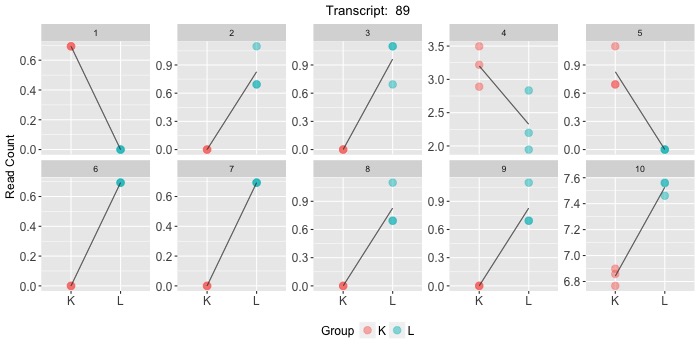 Transcript: 89
1 2 3 4 5
0.6 0.4 0.2 0.0
0.9 0.6 0.3 0.0
0.9 0.6 0.3 0.0
3.5 3.0 2.5 2.0
0.9 0.6 0.3 0.0
Read Count
6 7 8 9 10
0.6 0.4 0.2 0.0
0.6 0.4 0.2 0.0
0.9 0.6 0.3 0.0
0.9 0.6 0.3 0.0
7.6 7.4 7.2 7.0 6.8
K L K L K L K L K L
Group K L